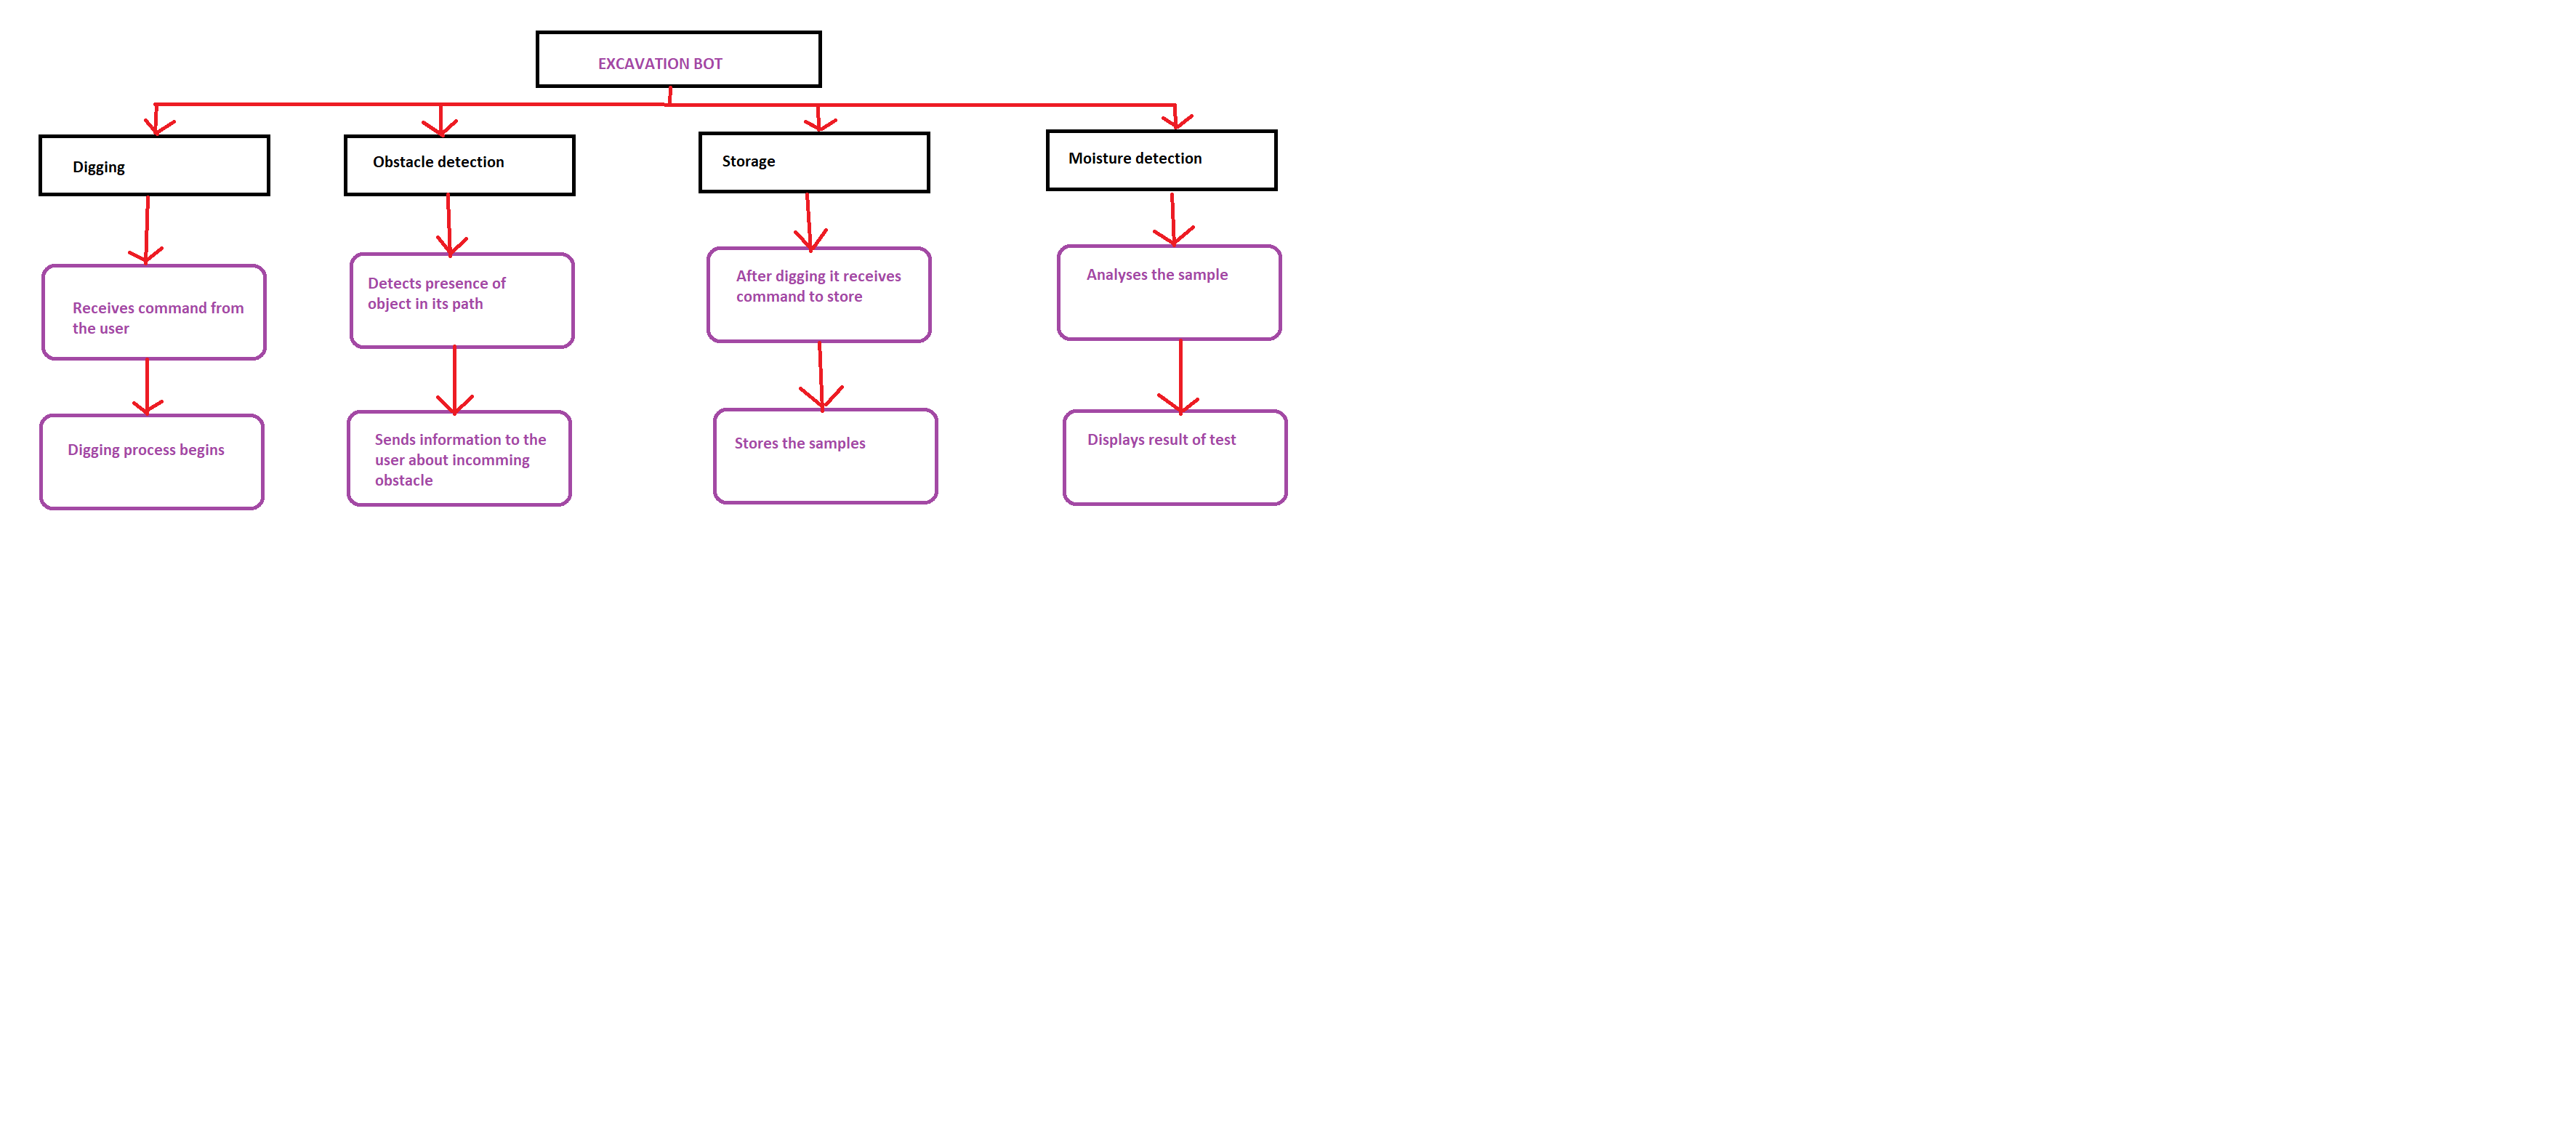 EXCAVATION BOT
Digging
Obstacle detection
Storage
Moisture detection
Receives command from
the user
Detects presence of
object in its path
After digging it receives
command to store
Analyses the sample
Digging process begins
Sends information to the
user about incomming
obstacle
Stores the samples
Displays result of test